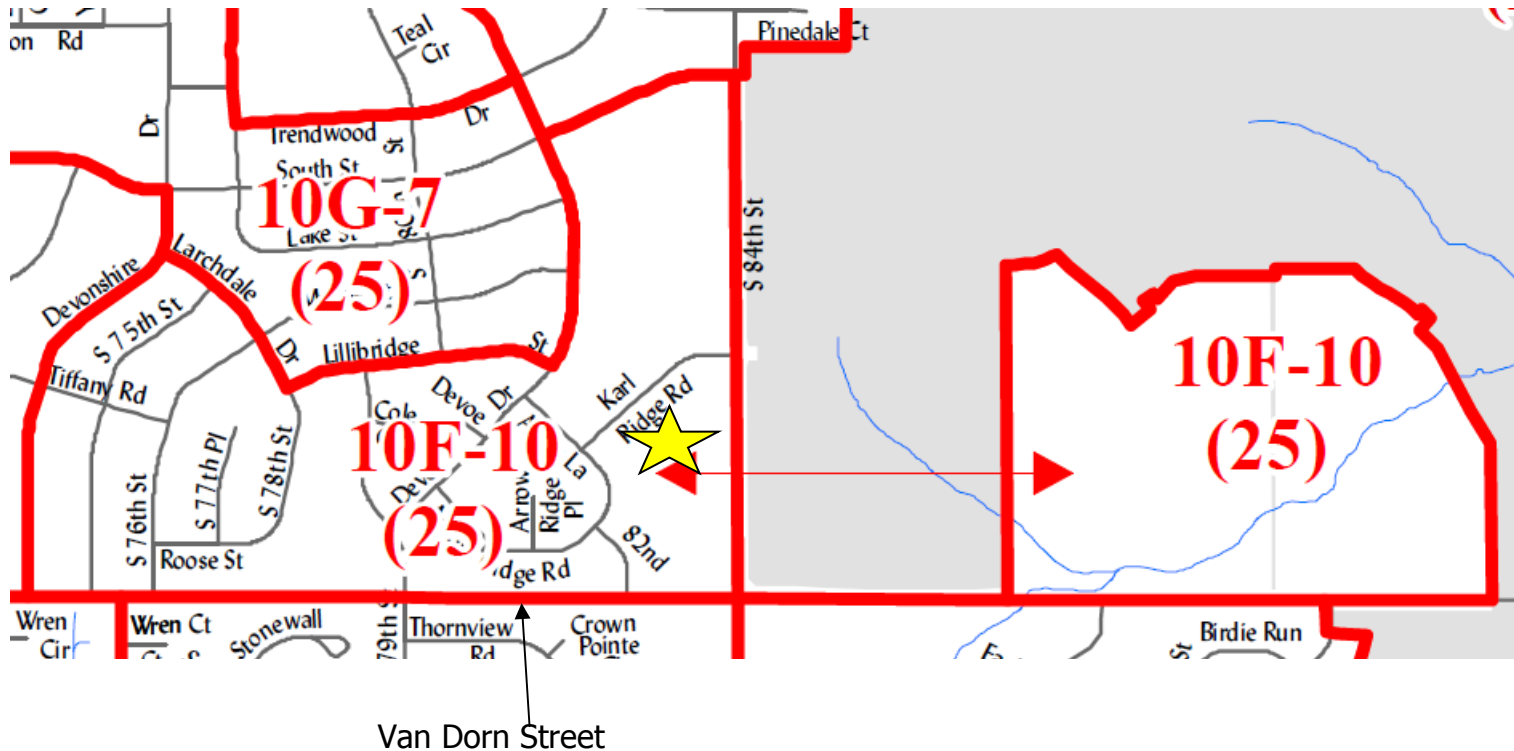 on Rd
Teal
Cir
Pinedale Ct
Dr
Trendwood
Dr
St
South St
10G-7
Lake St
(25)
S 84th St
Devonshire
Larchdale
Dr
S 75th St
Tiffany Rd
Lillibridge
St
Karl
Ridge Rd
Devoe
Dr
Cole
10F-10
(25)
La
Arrow
Ridge
Pl
82nd
dge Rd
S 76th St
S 77th Pl
S 78th St
Roose St
10F-10
(25)
Wren
Cir
Wren Ct
Stonewall
79th St
Thornview
Rd
Crown
Pointe
Birdie Run
St
Van Dorn Street